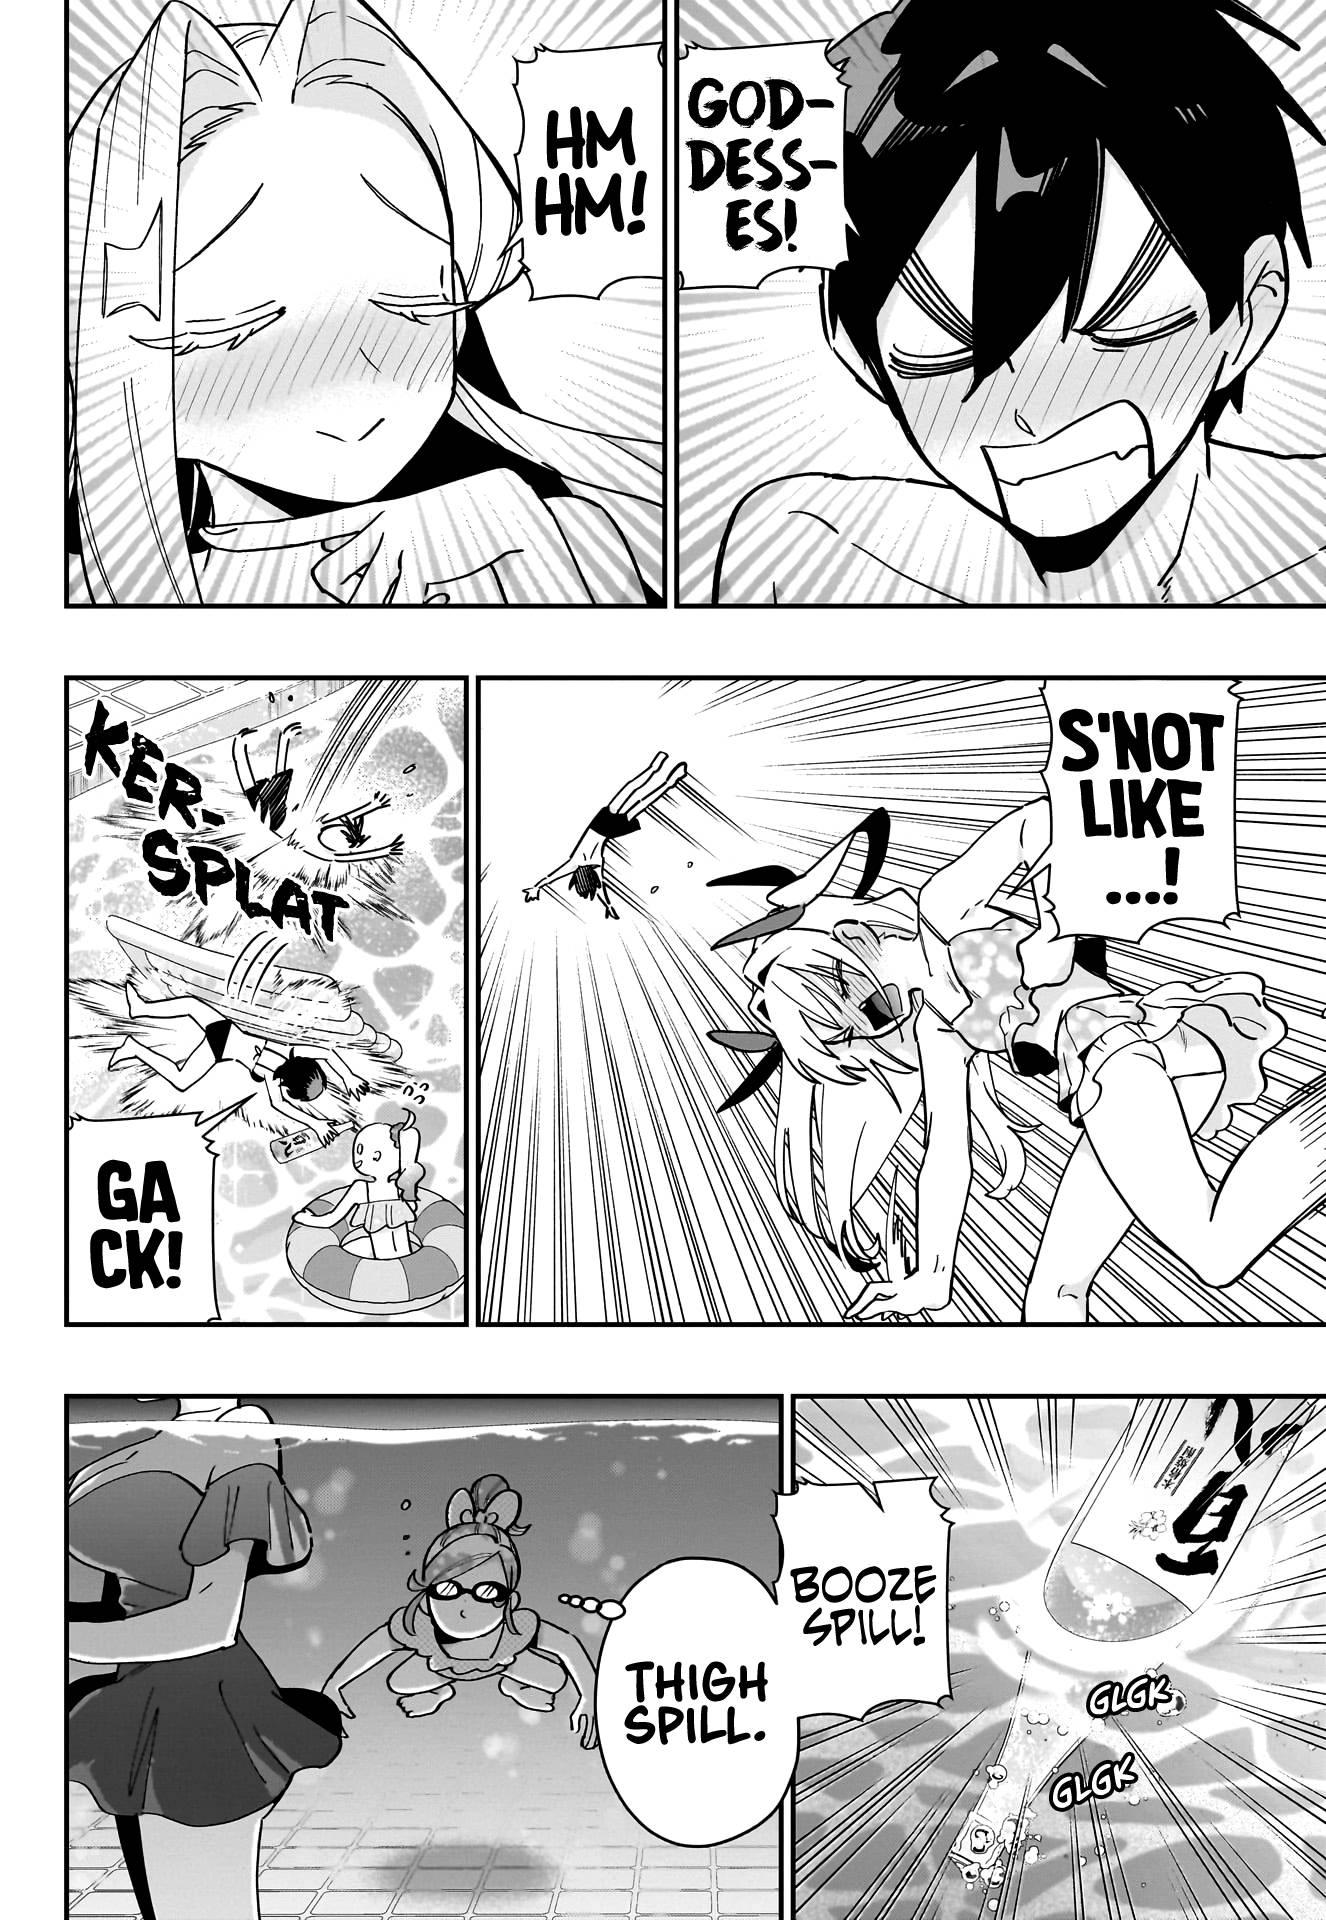 GOD-
DESS-
ES!
HM
HM!
S'NOT
LIKE
...!
KER-
SPLAT
GA
CK!
BOOZE
SPILL!
GLGK
GLGK
THIGH
SPILL.